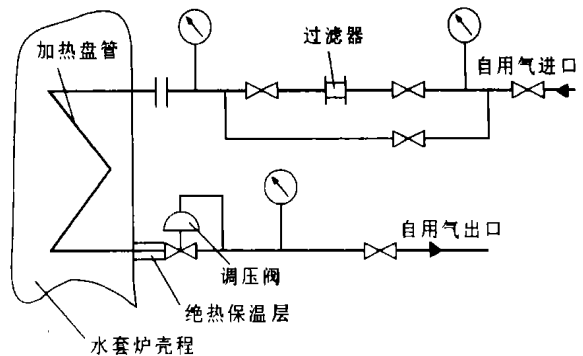 加热盘管
过滤器
自用气进口
自用气出口
调压阀
绝热保温层
水套炉壳程